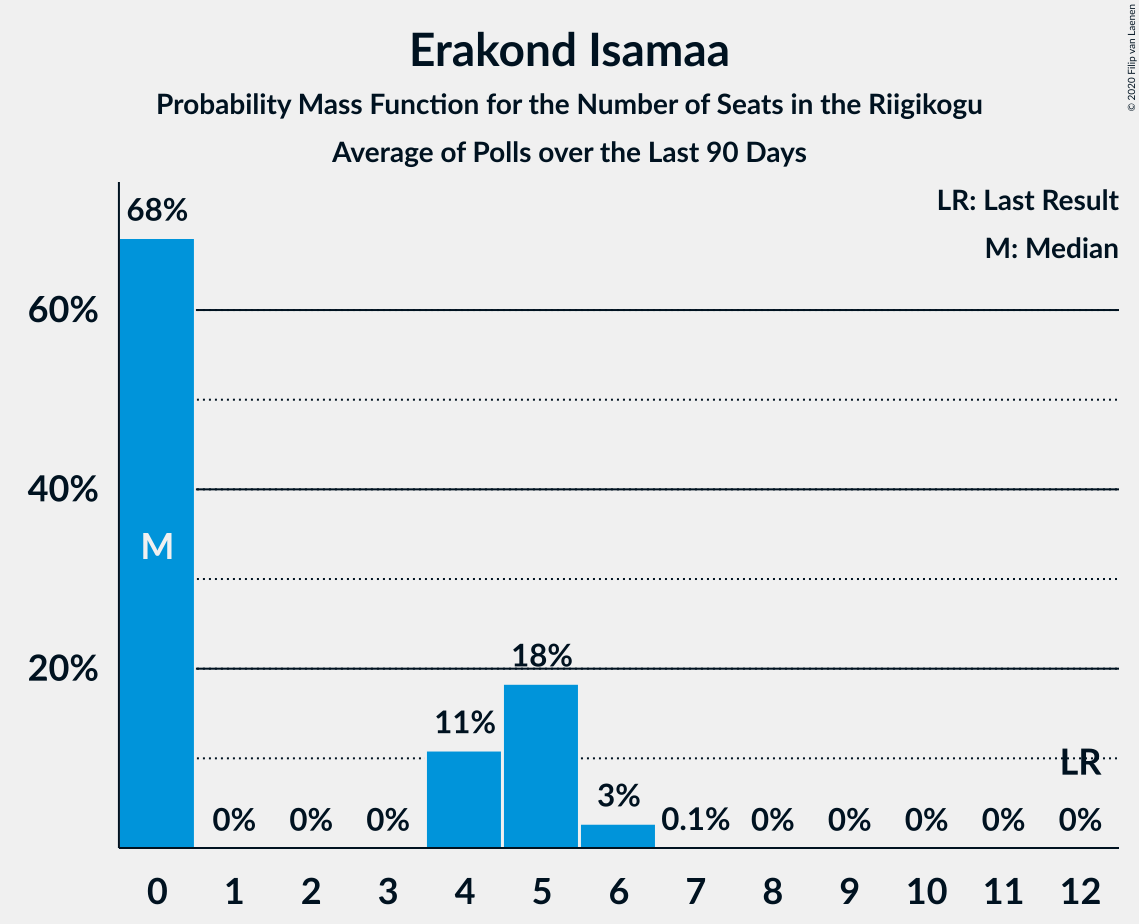 Erakond Isamaa
Probability Mass Function for the Number of Seats in the Riigikogu
Average of Polls over the Last 90 Days
© 2020 Filip van Laenen
LR: Last Result
M: Median
68%
60%
40%
M
20%
18%
11%
LR
3%
0% 0% 0% 0.1% 0% 0% 0% 0% 0%
0 1 2 3 4 5 6 7 8 9 10 11 12